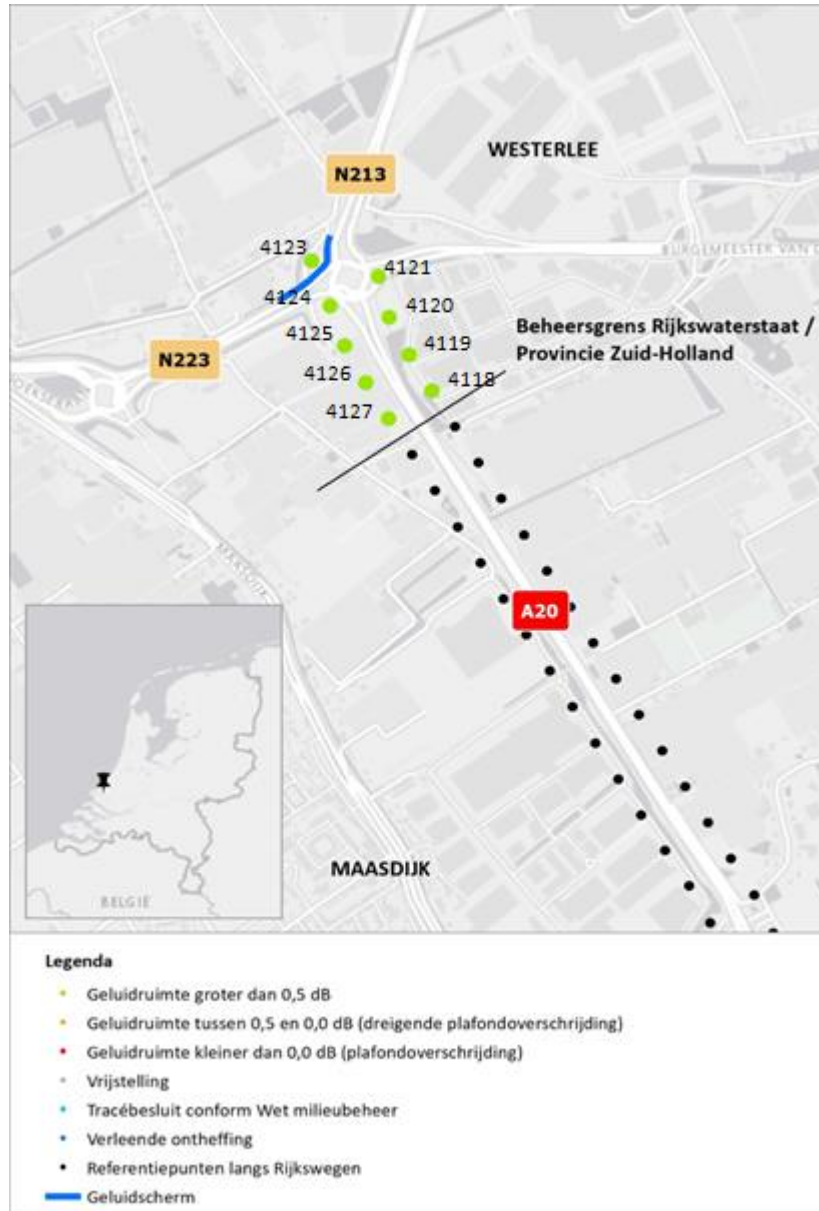 WESTERLEE
N213
4123
4121
BURGEMEESTER VAN D
4124
4120
Beheersgrens Rijkswaterstaat /
Provincie Zuid-Holland
4125
4119
N223
4126
4118
4127
MAASDIJK
A20
MAASDIJK
BELGIË
Legenda
Geluidruimte groter dan 0,5 dB
Geluidruimte tussen 0,5 en 0,0 dB (dreigende plafondoverschrijding)
Geluidruimte kleiner dan 0,0 dB (plafondoverschrijding)
Vrijstelling
Tracébesluit conform Wet milieubeheer
Verleende ontheffing
Referentiepunten langs Rijkswegen
Geluidscherm